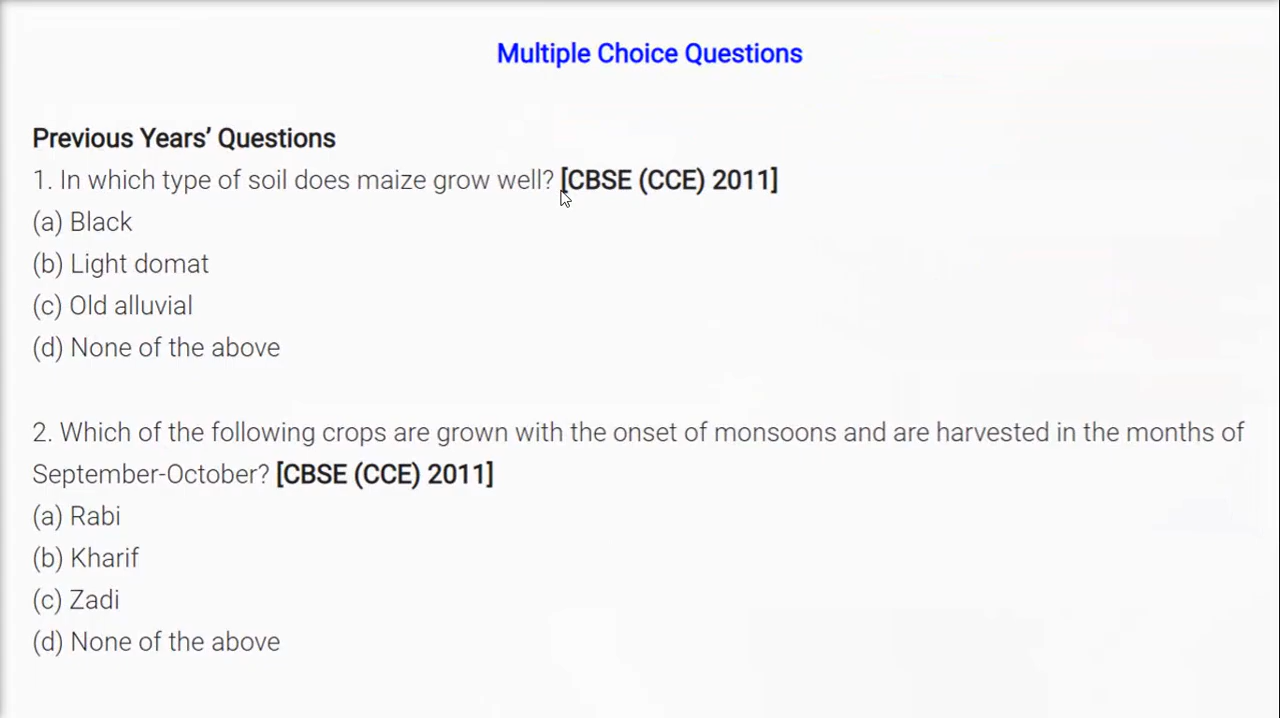 Multiple Choice Questions
Previous Years’ Questions
1. In which type of soil does maize grow well? [CBSE (CCE) 2011]
(a) Black
(b) Light domat
(c) Old alluvial
(d) None of the above
2. Which of the following crops are grown with the onset of monsoons and are harvested in the months of
September-October? [CBSE (CCE) 2011]
(a) Rabi
(b) Kharif
(c) Zadi
(d) None of the above